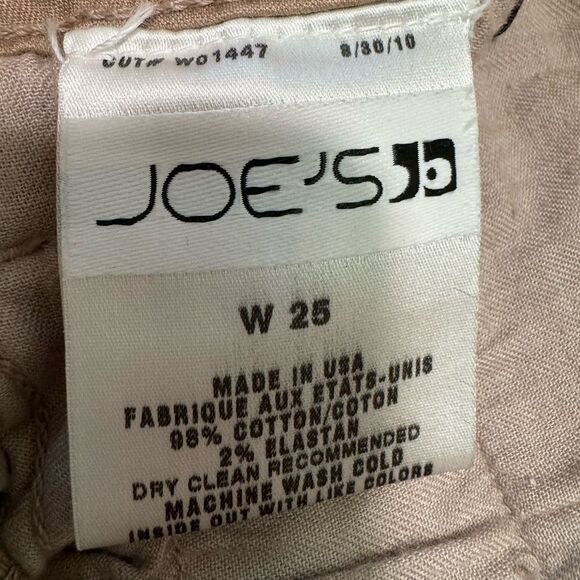 CUT# W01447 8/30/10
JOE'S
W 25
MADE IN USA
FABRIQUE AUX ETATS-UNIS
98% COTTON/COTON
2% ELASTAN
DRY CLEAN RECOMMENDED
MACHINE WASH COLD
INSIDE OUT WITH LIKE COLORS